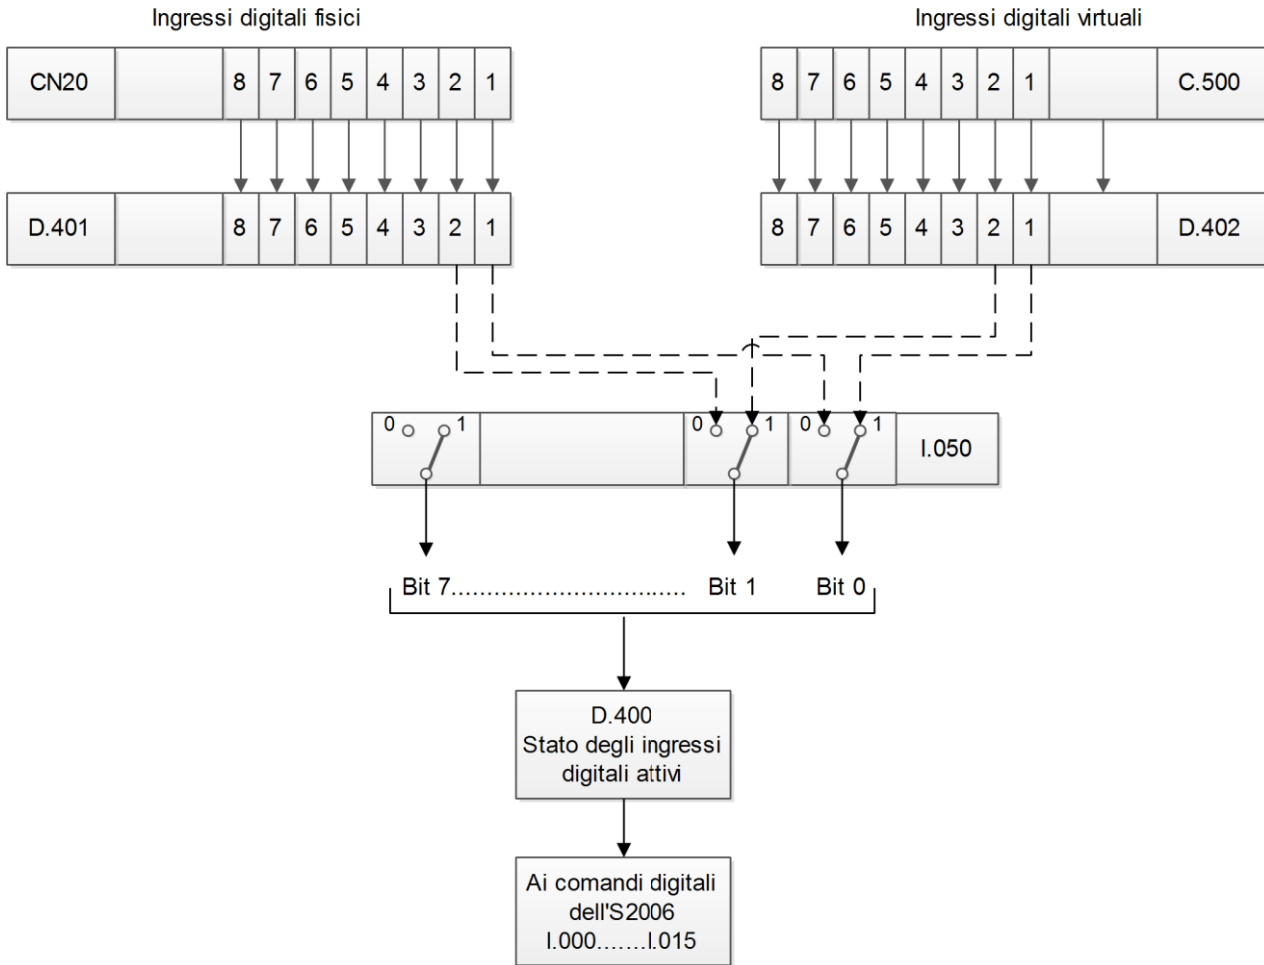 Ingressi digitali fisici
Ingressi digitali virtuali
CN20 8 7 6 5 4 3 2 1
8 7 6 5 4 3 2 1 C.500
D.401 8 7 6 5 4 3 2 1
8 7 6 5 4 3 2 1 D.402
0 1 0 1 0 1 I.050
Bit 7................................. Bit 1 Bit 0
D.400
Stato degli ingressi
digitali attivi
Ai comandi digitali
dell'S2006
I.000.......I.015